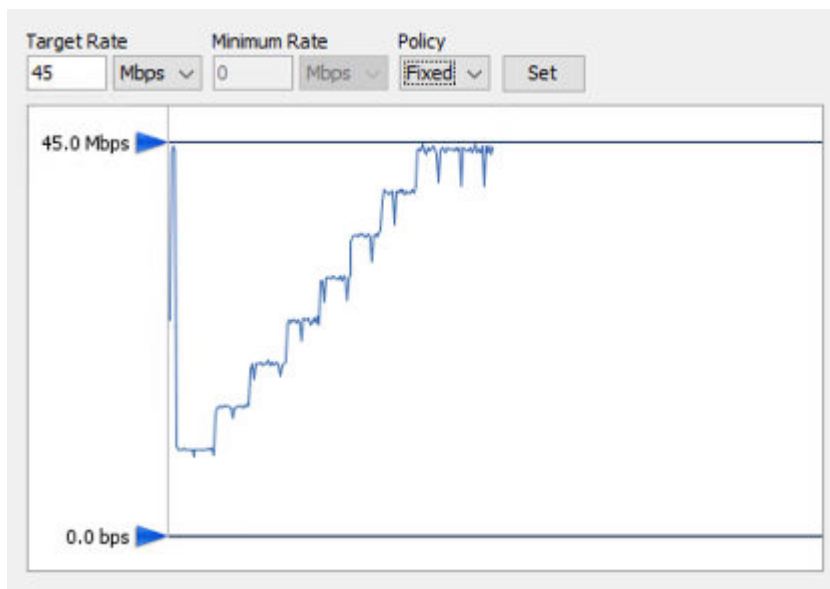 Target Rate Minimum Rate Policy
45 Mbps 0 Mbps Fixed Set
45.0 Mbps
0.0 bps